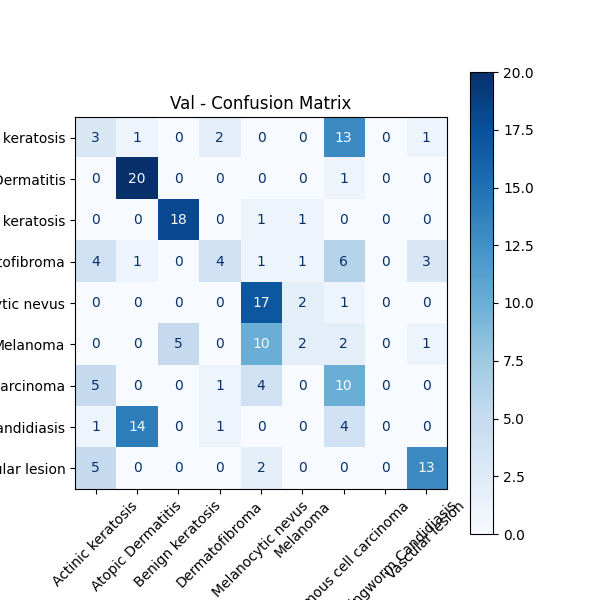 Val - Confusion Matrix
keratosis 3 1 0 2 0 0 13 0 1
Dermatitis 0 20 0 0 0 0 1 0 0
keratosis 0 0 18 0 1 1 0 0 0
tofibroma 4 1 0 4 1 1 6 0 3
ytic nevus 0 0 0 0 17 2 1 0 0
Melanoma 0 0 5 0 10 2 2 0 1
arcinoma 5 0 0 1 4 0 10 0 0
andidiasis 1 14 0 1 0 0 4 0 0
ular lesion 5 0 0 0 2 0 0 0 13
Actinic keratosis
Atopic Dermatitis
Benign keratosis
Dermatofibroma
Melanocytic nevus
Melanoma
mous cell carcinoma
ngworm Candidiasis
Vascular lesion
20.0
17.5
15.0
12.5
10.0
7.5
5.0
2.5
0.0